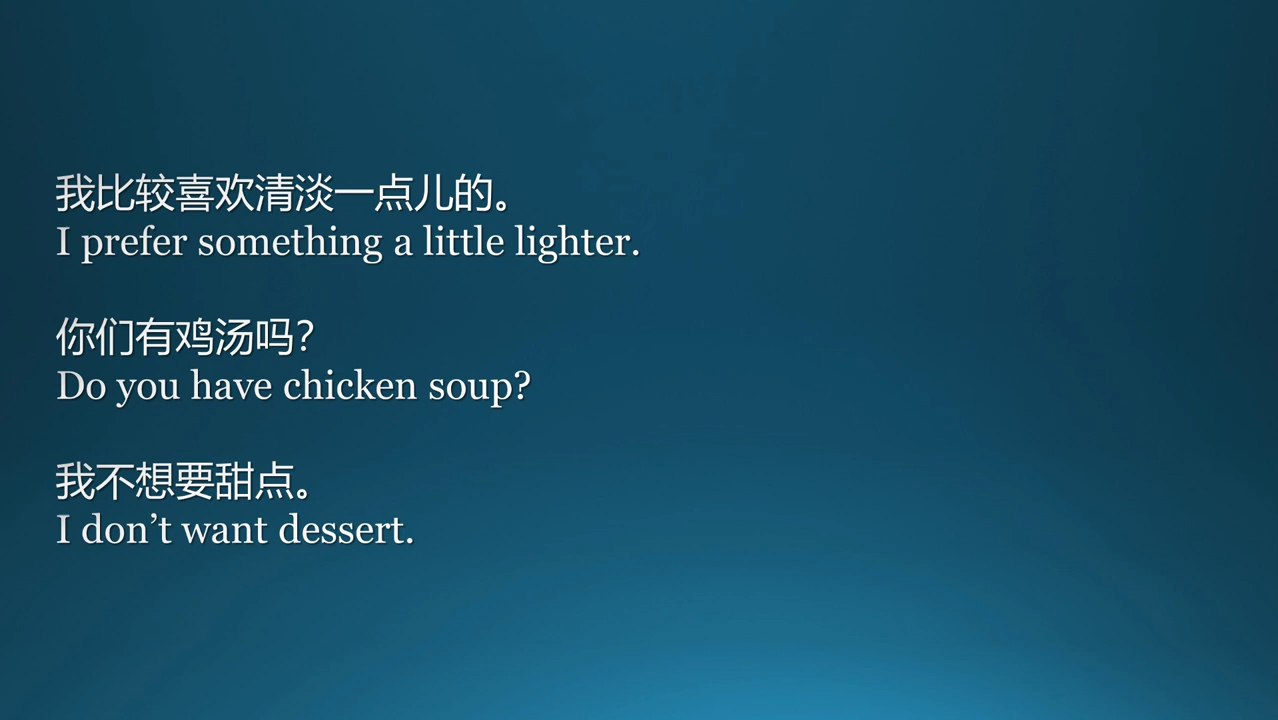 我比较喜欢清淡一点儿的。
I prefer something a little lighter.
你们有鸡汤吗？
Do you have chicken soup?
我不想要甜点。
I don’t want dessert.